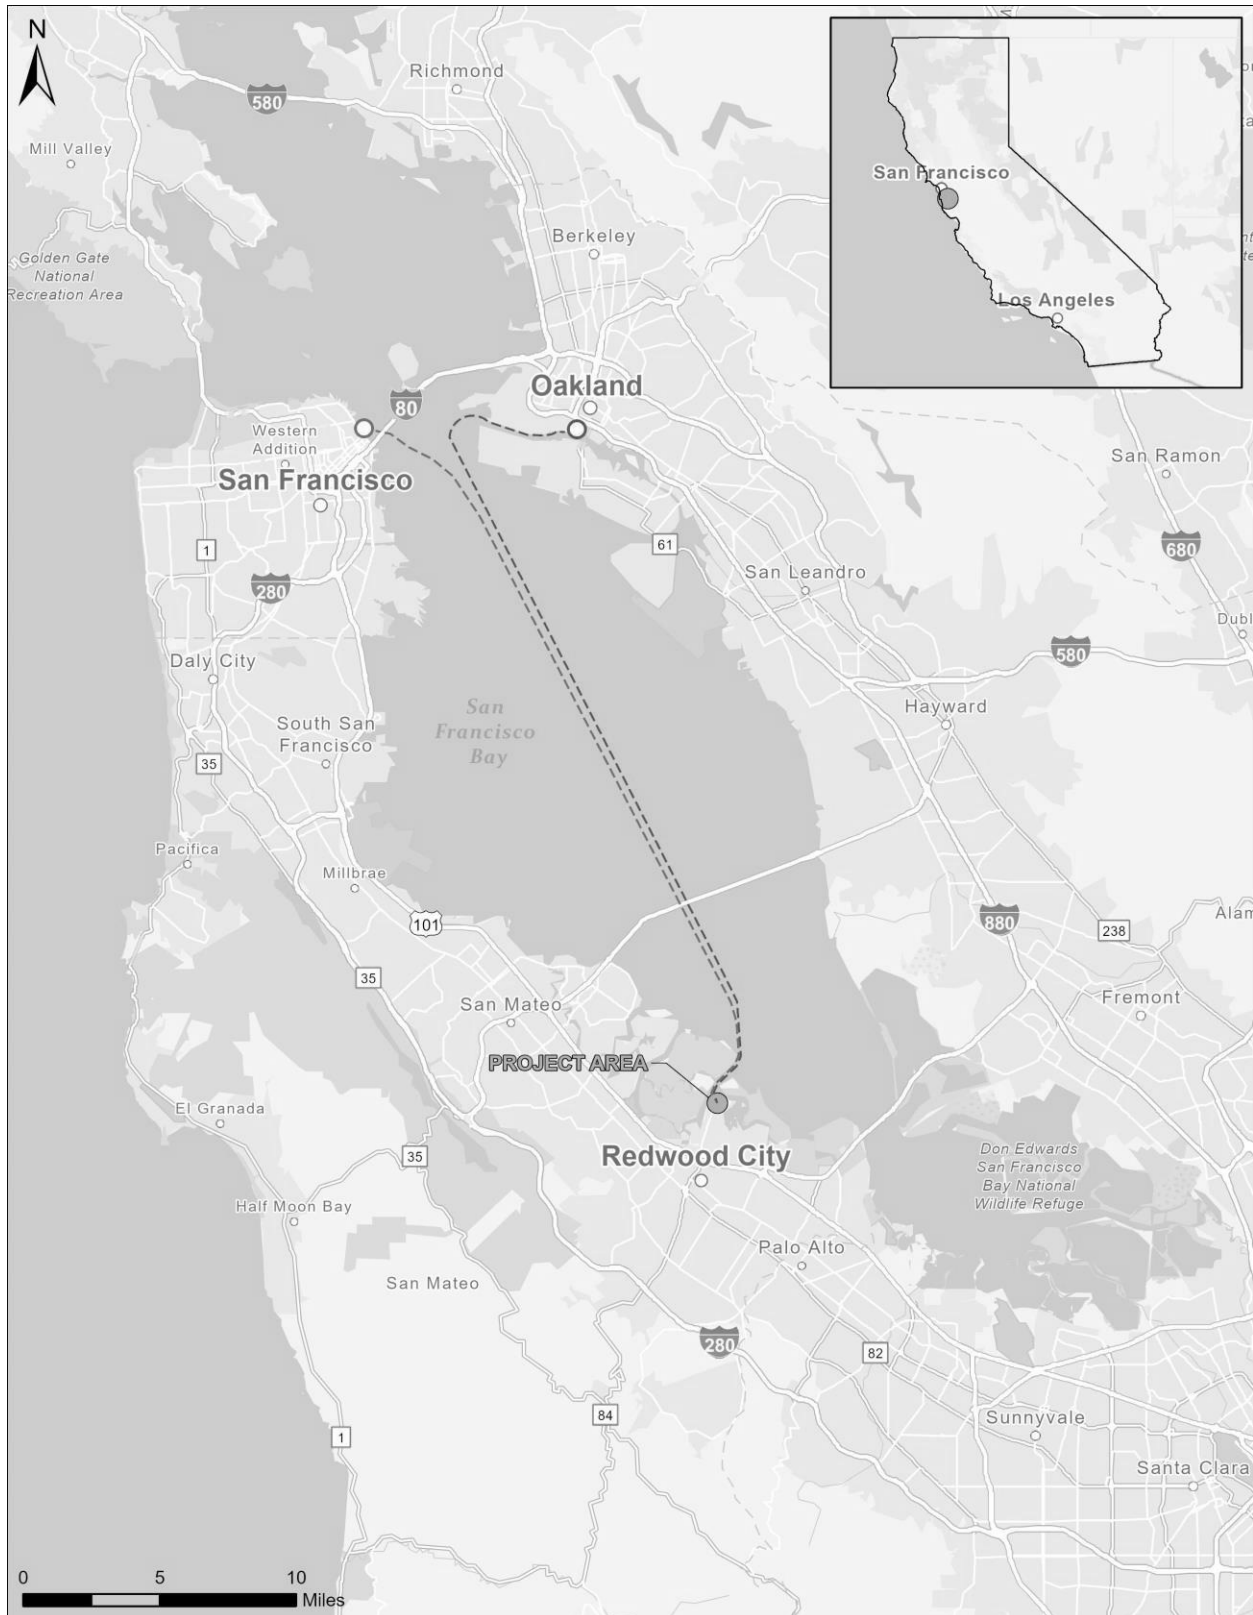 N
Richmond
580
Mill Valley
San Francisco
Berkeley
Golden Gate
National
Recreation Area
Los Angeles
Oakland
80
Western
Addition
San Francisco
San Ramon
1
61
680
280
San Leandro
Dubl
580
Daly City
San
Francisco
Bay
Hayward
South San
Francisco
35
Pacifica
Millbrae
101
880
Alam
238
35
San Mateo
Fremont
PROJECT AREA
El Granada
35
Redwood City
Don Edwards
San Francisco
Bay National
Wildlife Refuge
Half Moon Bay
Palo Alto
San Mateo
280
82
84
Sunnyvale
1
Santa Clara
0 5 10
Miles